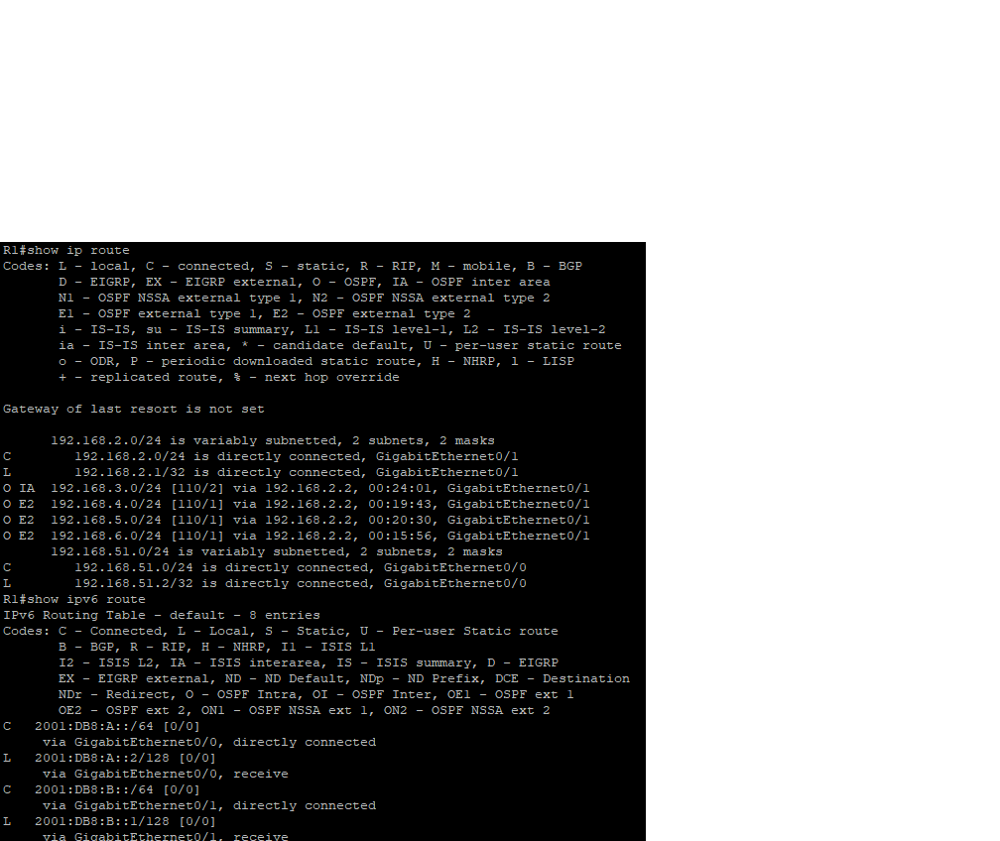 R1#show ip route
Codes: L - local, C - connected, S - static, R - RIP, M - mobile, B - BGP
       D - EIGRP, EX - EIGRP external, O - OSPF, IA - OSPF inter area
       N1 - OSPF NSSA external type 1, N2 - OSPF NSSA external type 2
       E1 - OSPF external type 1, E2 - OSPF external type 2
       i - IS-IS, su - IS-IS summary, L1 - IS-IS level-1, L2 - IS-IS level-2
       ia - IS-IS inter area, * - candidate default, U - per-user static route
       o - ODR, P - periodic downloaded static route, H - NHRP, l - LISP
       + - replicated route, % - next hop override
Gateway of last resort is not set
      192.168.2.0/24 is variably subnetted, 2 subnets, 2 masks
C        192.168.2.0/24 is directly connected, GigabitEthernet0/1
L        192.168.2.1/32 is directly connected, GigabitEthernet0/1
O IA  192.168.3.0/24 [110/2] via 192.168.2.2, 00:24:01, GigabitEthernet0/1
O E2  192.168.4.0/24 [110/1] via 192.168.2.2, 00:19:43, GigabitEthernet0/1
O E2  192.168.5.0/24 [110/1] via 192.168.2.2, 00:20:30, GigabitEthernet0/1
O E2  192.168.6.0/24 [110/1] via 192.168.2.2, 00:15:56, GigabitEthernet0/1
      192.168.51.0/24 is variably subnetted, 2 subnets, 2 masks
C        192.168.51.0/24 is directly connected, GigabitEthernet0/0
L        192.168.51.2/32 is directly connected, GigabitEthernet0/0
R1#show ipv6 route
IPv6 Routing Table - default - 8 entries
Codes: C - Connected, L - Local, S - Static, U - Per-user Static route
       B - BGP, R - RIP, H - NHRP, I1 - ISIS L1
       I2 - ISIS L2, IA - ISIS interarea, IS - ISIS summary, D - EIGRP
       EX - EIGRP external, ND - ND Default, NDp - ND Prefix, DCE - Destination
       NDr - Redirect, O - OSPF Intra, OI - OSPF Inter, OE1 - OSPF ext 1
       OE2 - OSPF ext 2, ON1 - OSPF NSSA ext 1, ON2 - OSPF NSSA ext 2
C   2001:DB8:A::/64 [0/0]
     via GigabitEthernet0/0, directly connected
L   2001:DB8:A::2/128 [0/0]
     via GigabitEthernet0/0, receive
C   2001:DB8:B::/64 [0/0]
     via GigabitEthernet0/1, directly connected
L   2001:DB8:B::1/128 [0/0]
     via GigabitEthernet0/1, receive